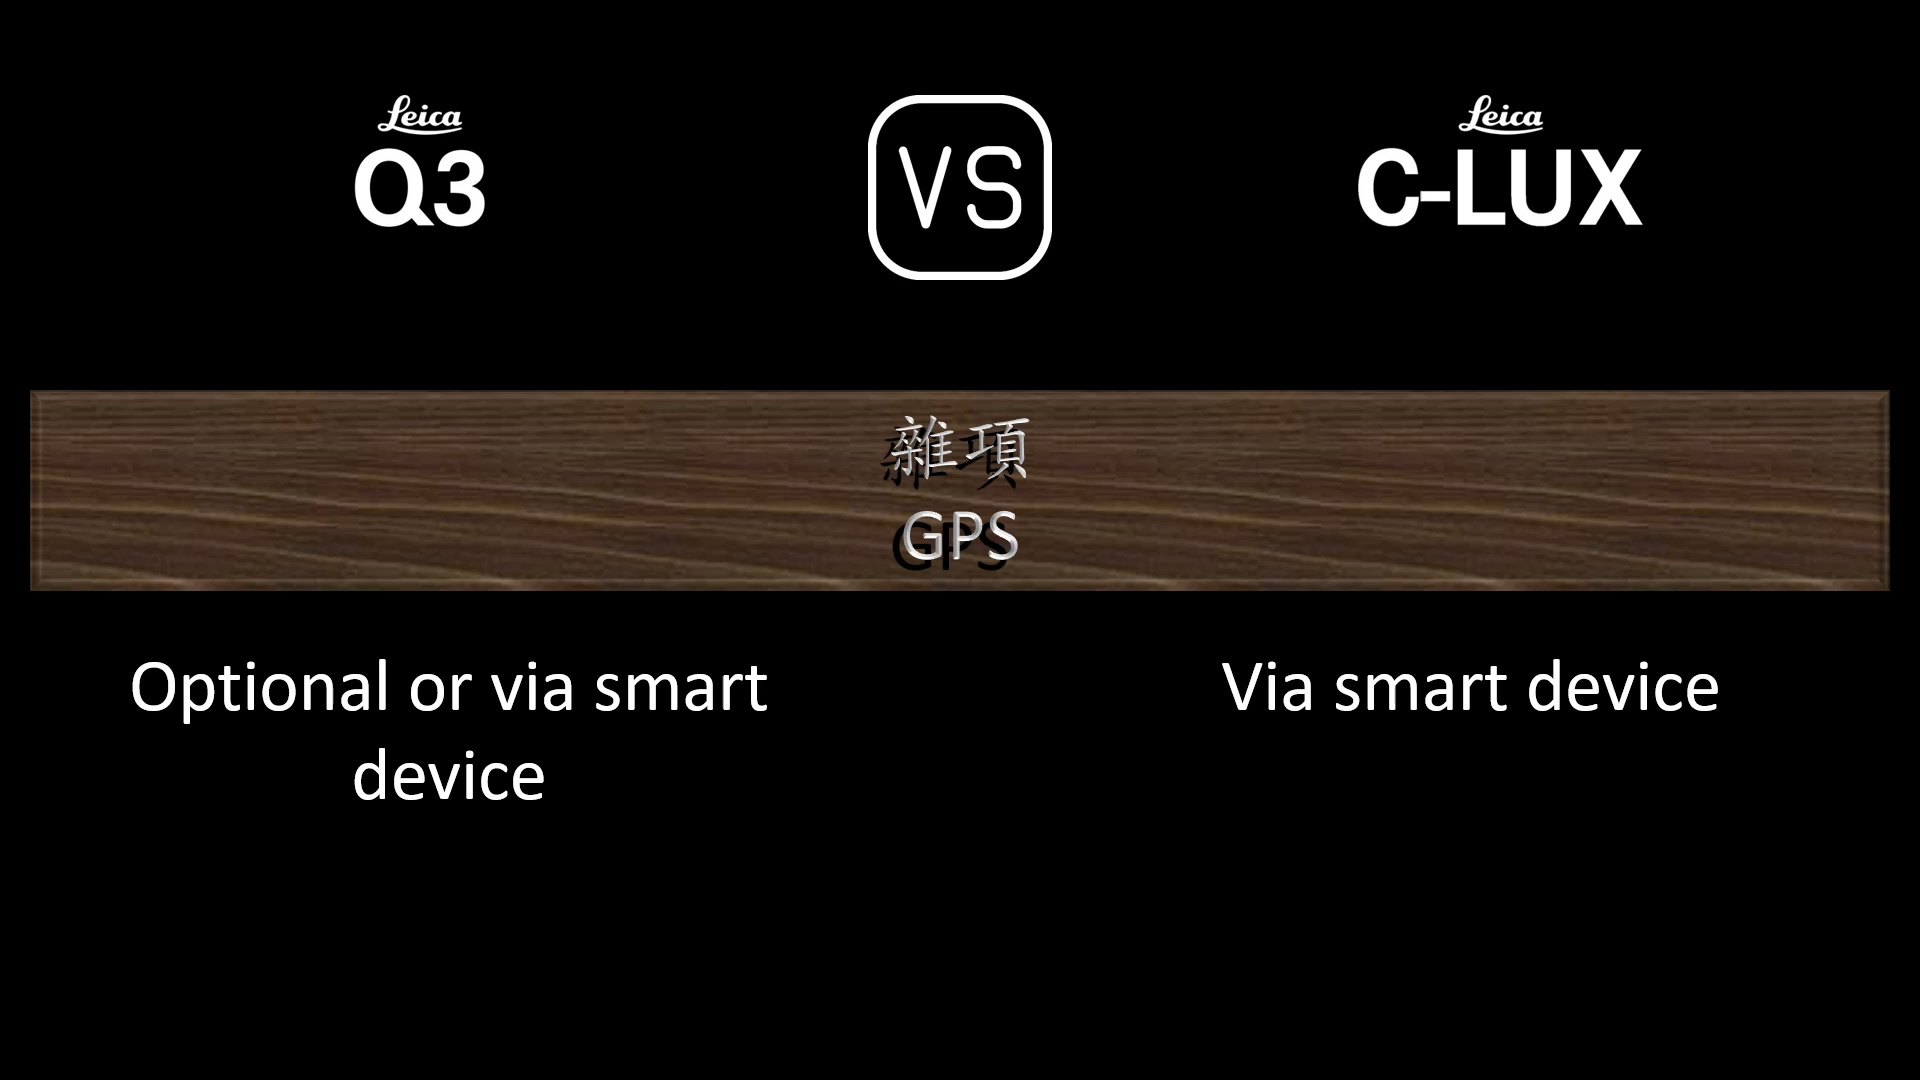 Leica
Q3
VS
Leica
C-LUX
雜項
GPS
Optional or via smart
device
Via smart device